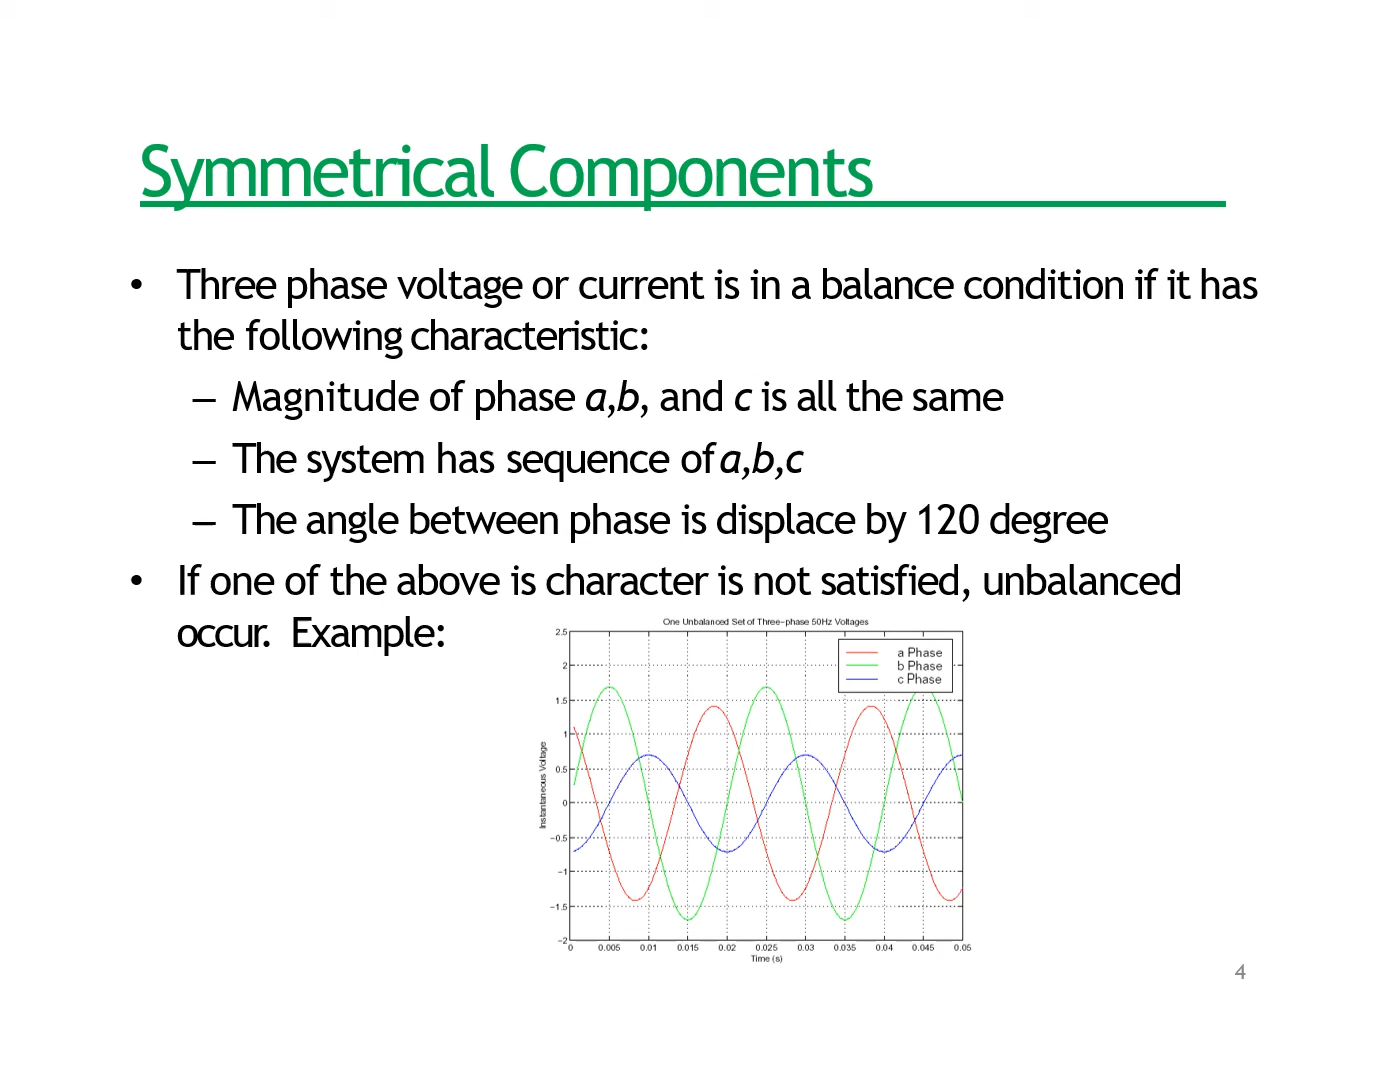 Symmetrical Components
• Three phase voltage or current is in a balance condition if it has
the following characteristic:
– Magnitude of phase a,b, and c is all the same
– The system has sequence of a,b,c
– The angle between phase is displace by 120 degree
• If one of the above is character is not satisfied, unbalanced
occur. Example:
One Unbalanced Set of Three-phase 50Hz Voltages
a Phase
b Phase
c Phase
2.5
2
1.5
1
0.5
0
−0.5
−1
−1.5
−2
Instantaneous Voltage
0 0.005 0.01 0.015 0.02 0.025 0.03 0.035 0.04 0.045 0.05
Time (s)
4